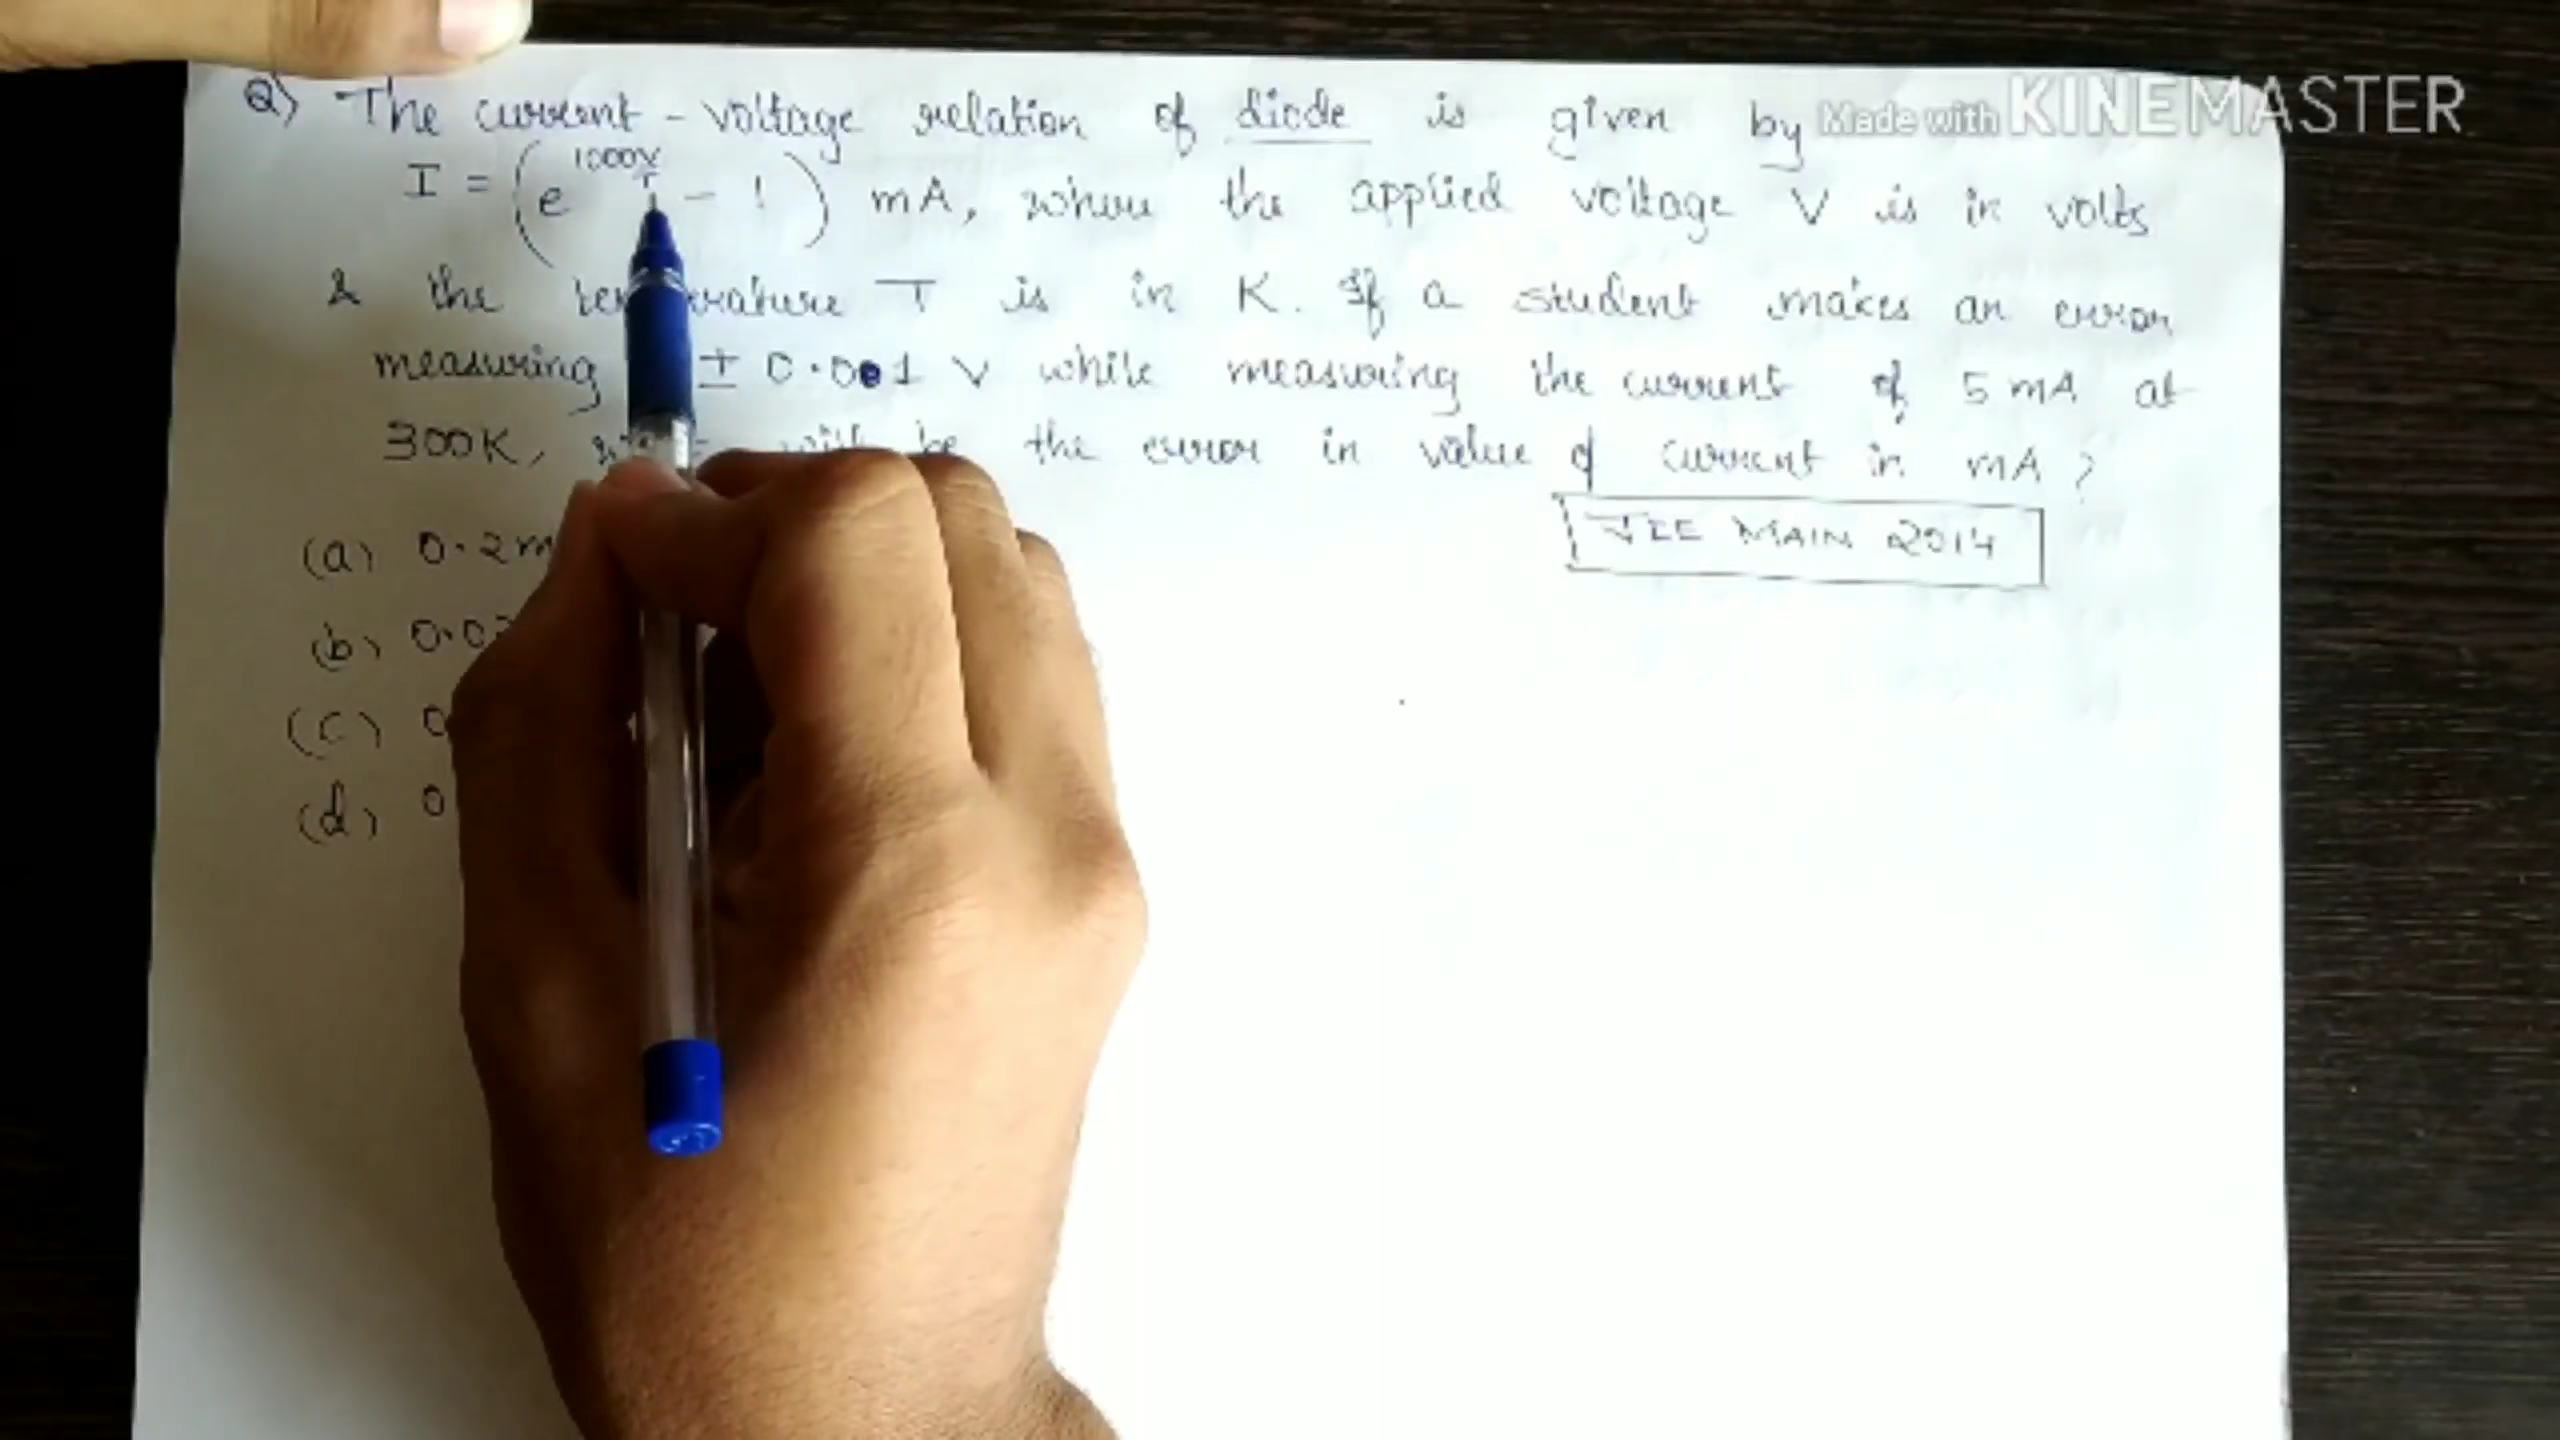 Q) The current - voltage relation of diode is given by
I = (e^1000V/T - 1) mA, where the applied voltage V is in volts
& the temperature T is in K. If a student makes an error
measuring ± 0.001 V while measuring the current of 5 mA at
300K, will be the error in value of current in mA ?
JEE MAIN 2014
(a) 0.2m
(b) 0.0
(c) 0
(d) 0
Made with KINEMASTER